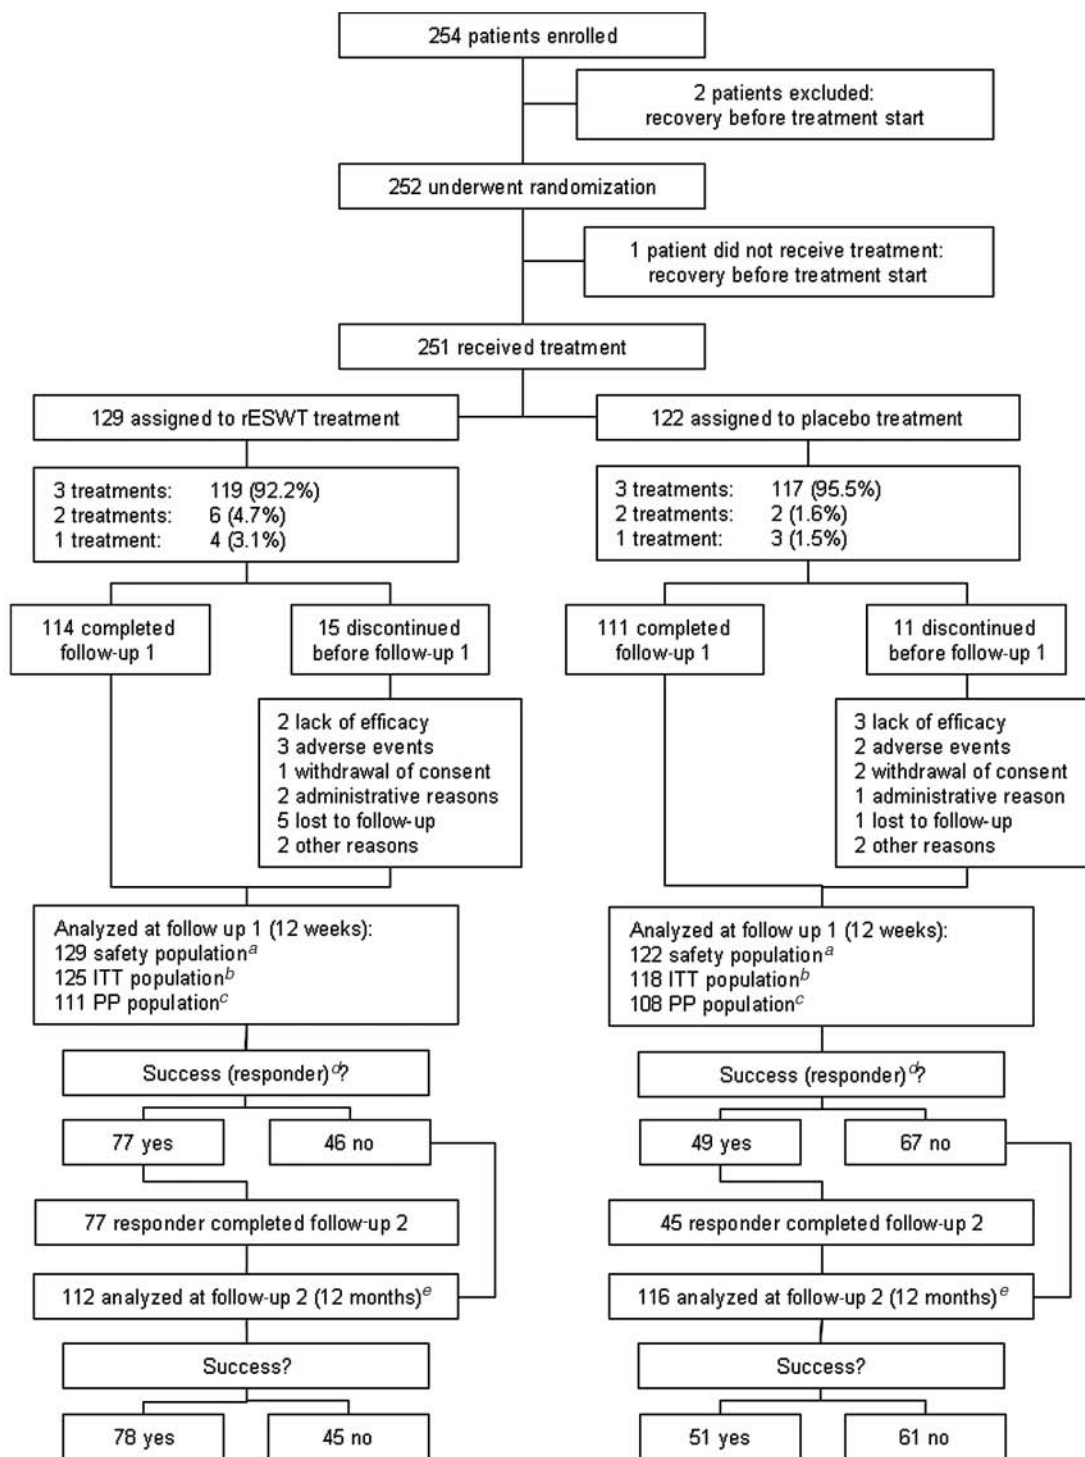 254 patients enrolled
2 patients excluded:
recovery before treatment start
252 underwent randomization
1 patient did not receive treatment:
recovery before treatment start
251 received treatment
129 assigned to rESWT treatment
122 assigned to placebo treatment
3 treatments: 119 (92.2%)
2 treatments: 6 (4.7%)
1 treatment: 4 (3.1%)
3 treatments: 117 (95.5%)
2 treatments: 2 (1.6%)
1 treatment: 3 (1.5%)
114 completed
follow-up 1
15 discontinued
before follow-up 1
111 completed
follow-up 1
11 discontinued
before follow-up 1
2 lack of efficacy
3 adverse events
1 withdrawal of consent
2 administrative reasons
5 lost to follow-up
2 other reasons
3 lack of efficacy
2 adverse events
2 withdrawal of consent
1 administrative reason
1 lost to follow-up
2 other reasons
Analyzed at follow up 1 (12 weeks):
129 safety population a
125 ITT population b
111 PP population c
Analyzed at follow up 1 (12 weeks):
122 safety population a
118 ITT population b
108 PP population c
Success (responder) d?
Success (responder) d?
77 yes
46 no
49 yes
67 no
77 responder completed follow-up 2
45 responder completed follow-up 2
112 analyzed at follow-up 2 (12 months) e
116 analyzed at follow-up 2 (12 months) e
Success?
Success?
78 yes
45 no
51 yes
61 no